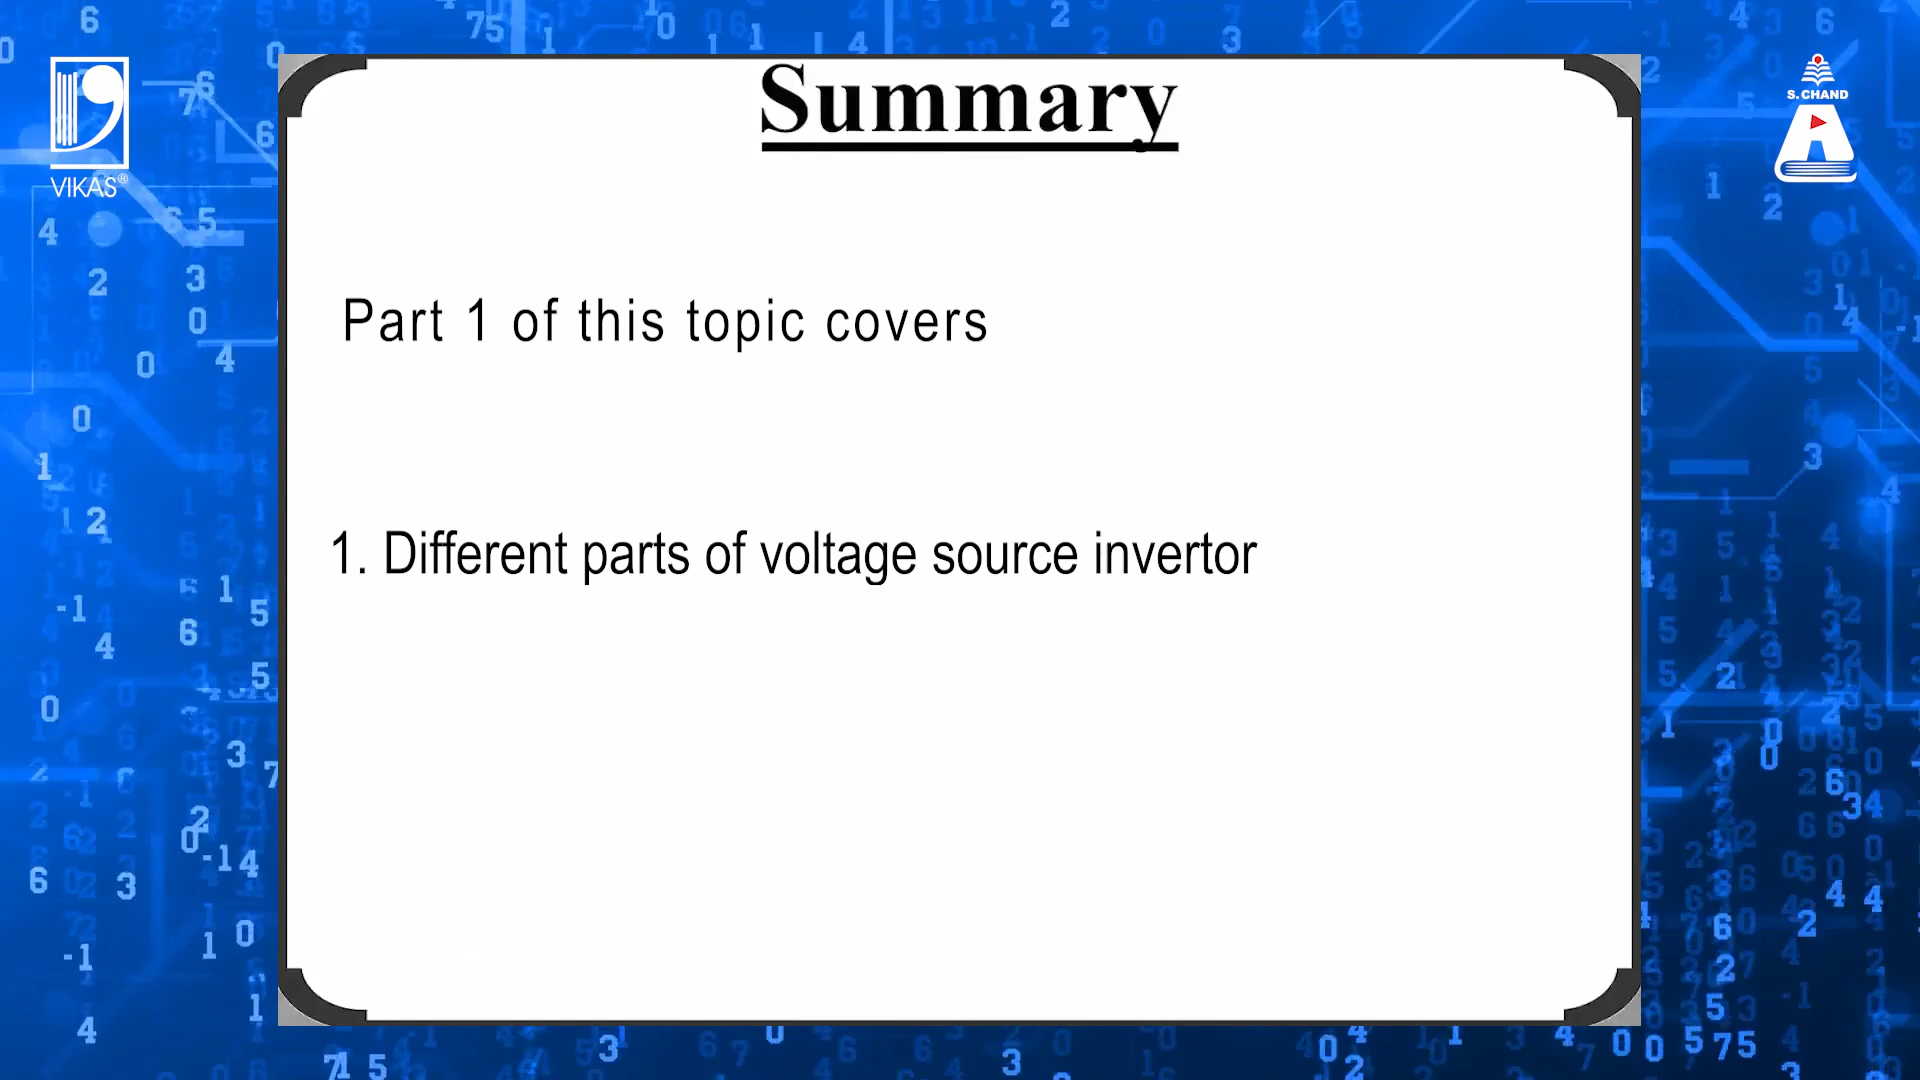 Summary
VIKAS®
S. CHAND
Part 1 of this topic covers
1. Different parts of voltage source invertor